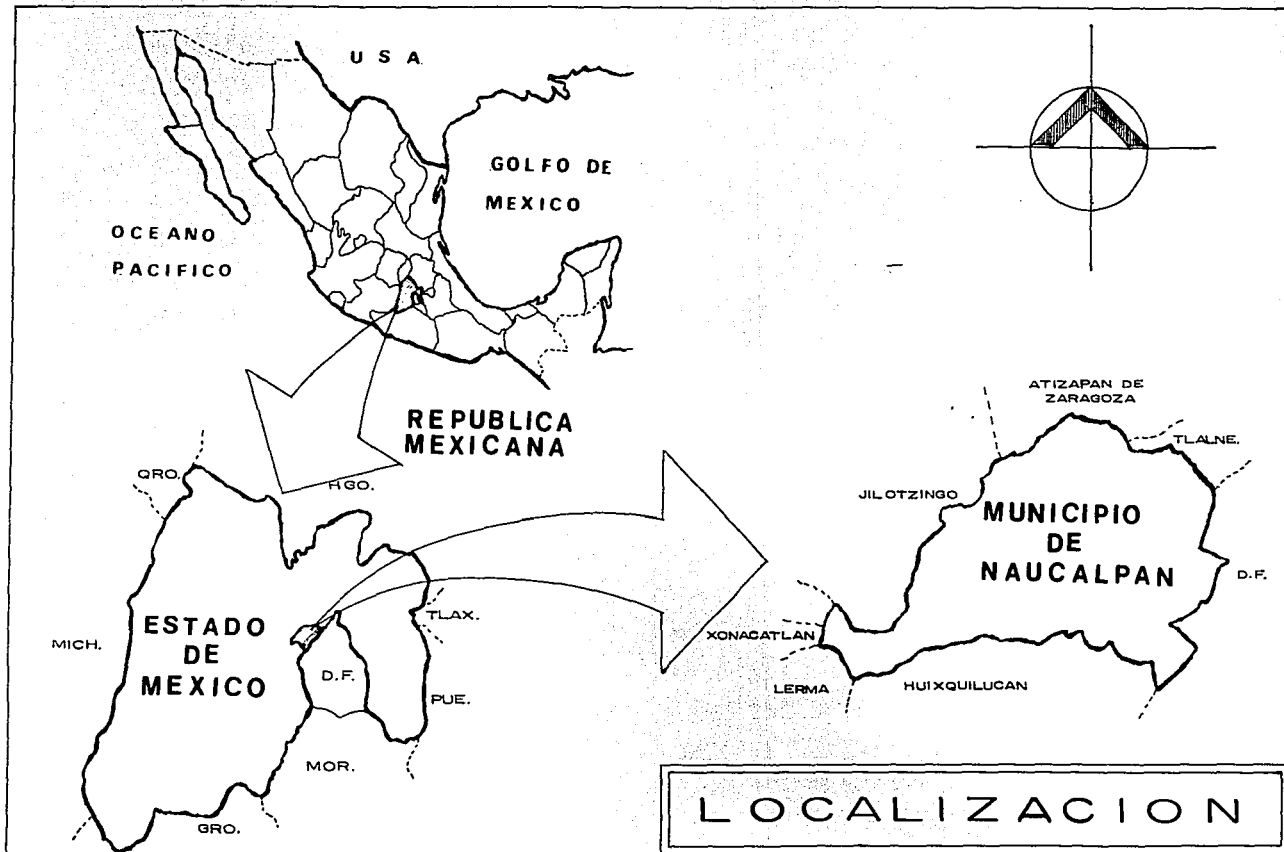 U S A
GOLFO DE
MEXICO
OCEANO
PACIFICO
REPUBLICA
MEXICANA
QRO.
HGO.
MICH.
ESTADO
DE
MEXICO
D.F.
TLAX.
PUE.
MOR.
GRO.
ATIZAPAN DE
ZARAGOZA
TLALNE.
JILOTZINGO
MUNICIPIO
DE
NAUCALPAN
D.F.
XONACATLAN
LERMA
HUIXQUILUCAN
LOCALIZACION